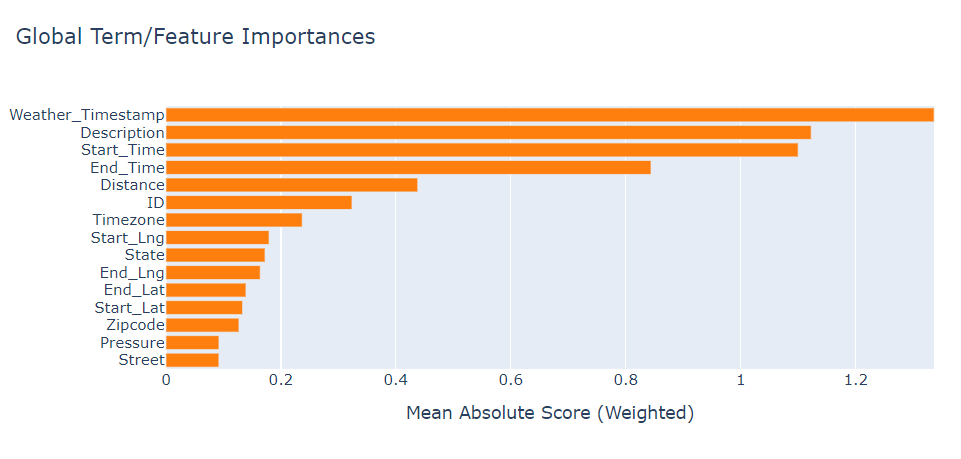 Global Term/Feature Importances
Weather_Timestamp
Description
Start_Time
End_Time
Distance
ID
Timezone
Start_Lng
State
End_Lng
End_Lat
Start_Lat
Zipcode
Pressure
Street
0 0.2 0.4 0.6 0.8 1 1.2
Mean Absolute Score (Weighted)